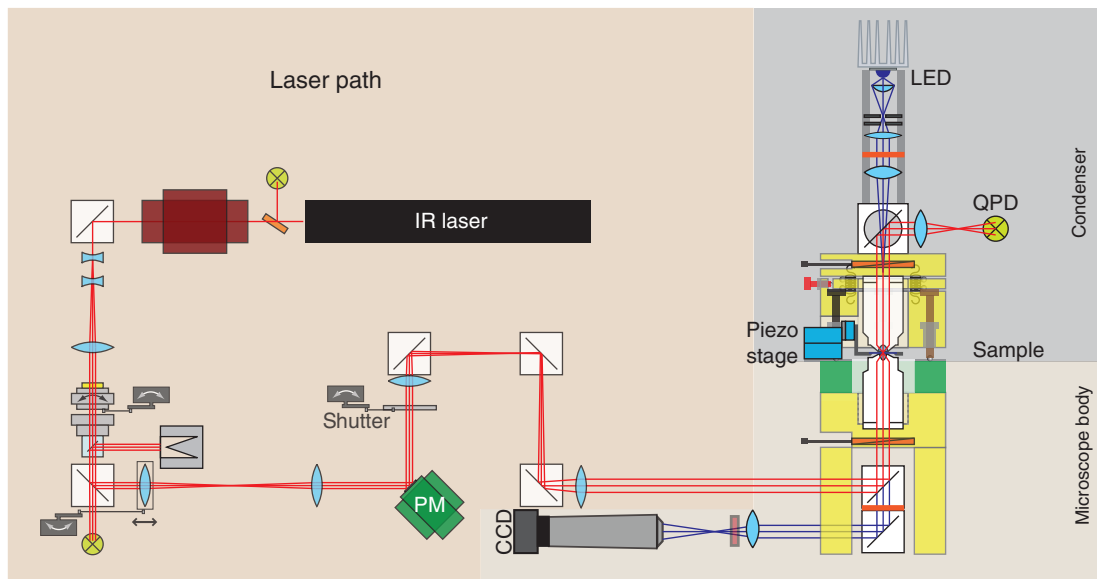 Laser path
LED
IR laser
QPD
Condenser
Piezo
stage
Sample
Shutter
PM
CCD
Microscope body